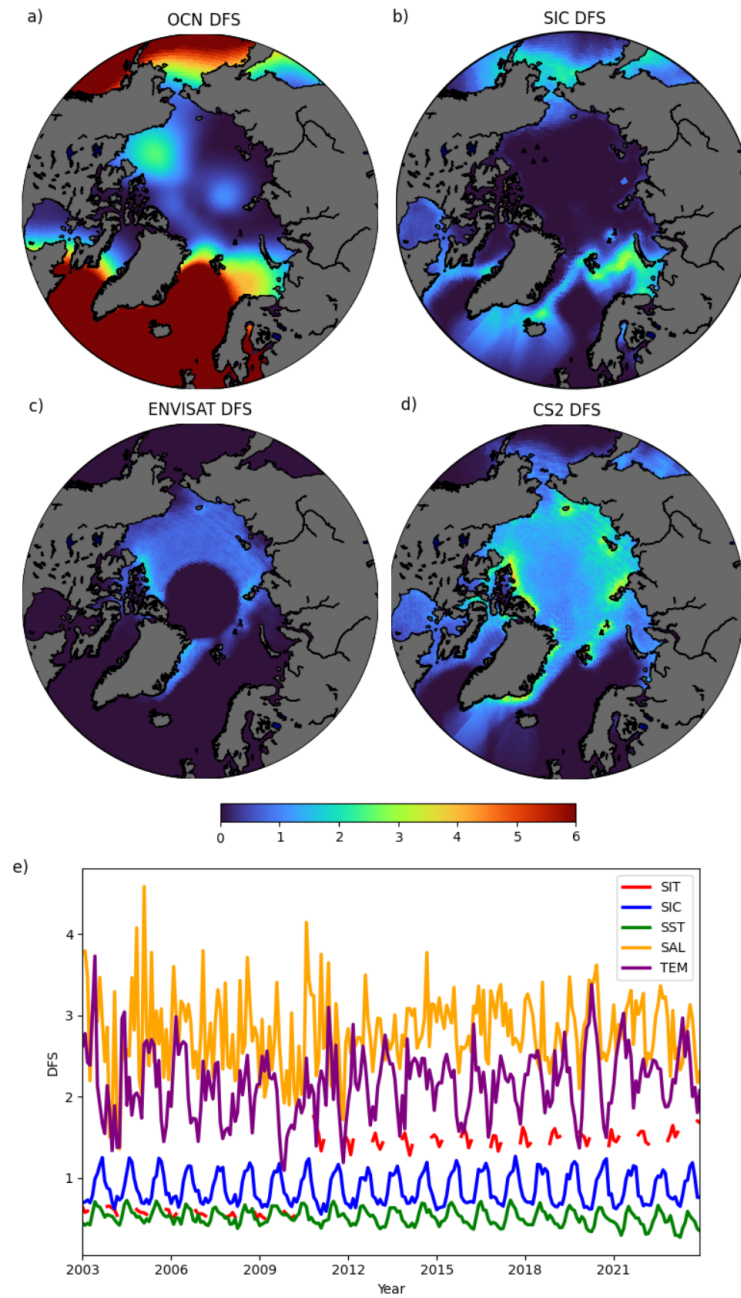 a) OCN DFS
b) SIC DFS
c) ENVISAT DFS
d) CS2 DFS
0 1 2 3 4 5 6
e)
SIT
SIC
SST
SAL
TEM
4
3
2
1
DFS
2003 2006 2009 2012 2015 2018 2021
Year